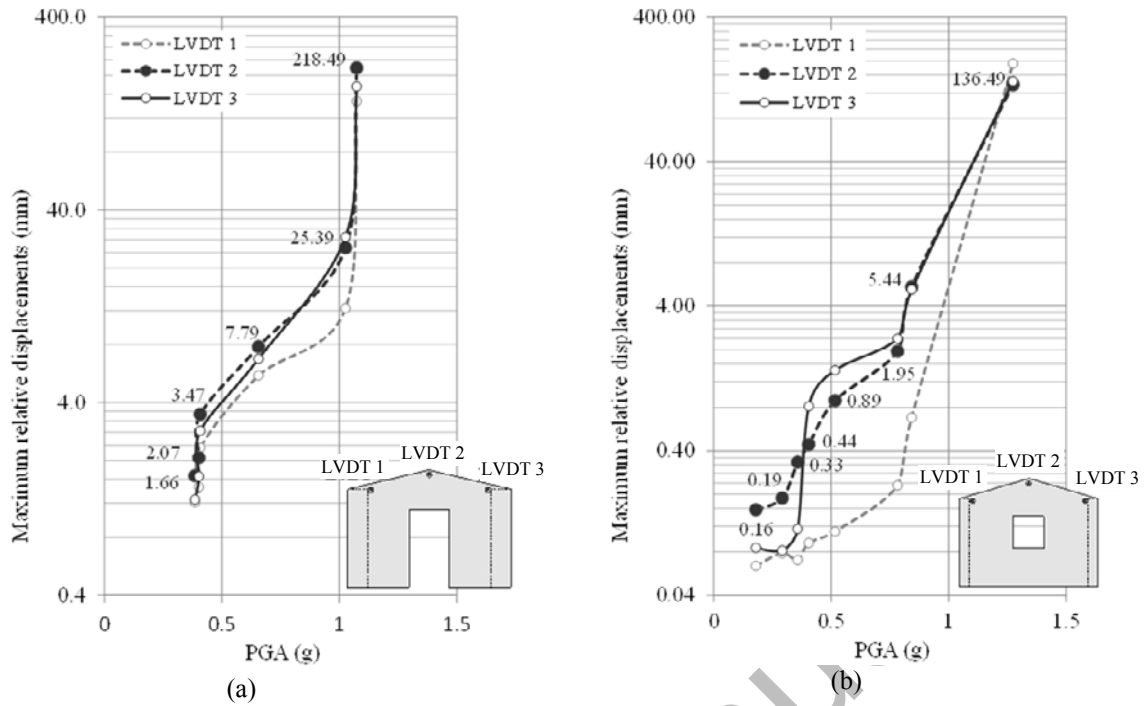 400.0
LVDT 1
LVDT 2
LVDT 3
218.49
40.0
25.39
7.79
4.0
3.47
2.07
1.66
0.4
0
0.5
1
1.5
Maximum relative displacements (mm)
PGA (g)
LVDT 1
LVDT 2
LVDT 3
(a)
400.00
LVDT 1
LVDT 2
LVDT 3
136.49
40.00
5.44
4.00
1.95
0.89
0.44
0.40
0.33
0.19
0.16
0.04
0
0.5
1
1.5
Maximum relative displacements (mm)
PGA (g)
LVDT 1
LVDT 2
LVDT 3
(b)